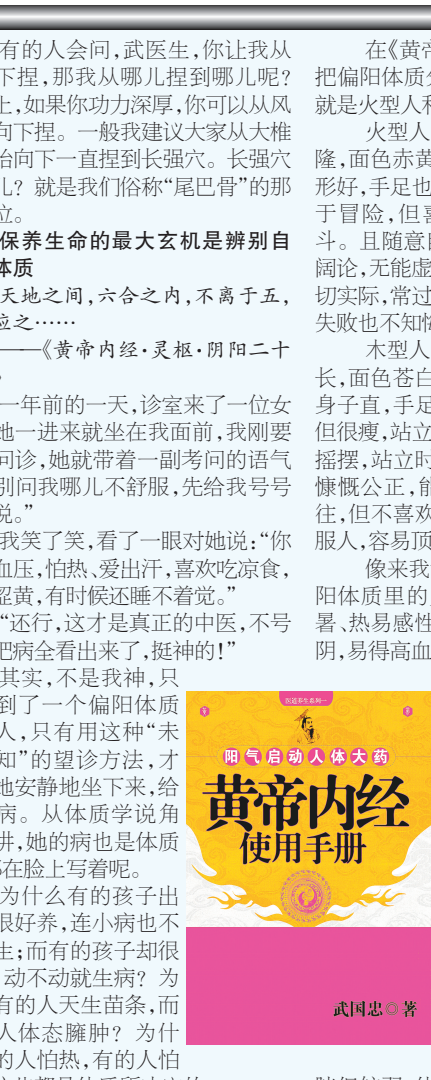 有的人会问,武医生,你让我从
下捏,那我从哪儿捏到哪儿呢?
上,如果你功力深厚,你可以从风
向下捏。一般我建议大家从大椎
始向下一直捏到长强穴。长强穴
儿? 就是我们俗称“尾巴骨”的那
位。
保养生命的最大玄机是辨别自
体质
天地之间,六合之内,不离于五,
应之……
——《黄帝内经·灵枢·阴阳二十
一年前的一天,诊室来了一位女
她一进来就坐在我面前,我刚要
问诊,她就带着一副考问的语气
别问我哪儿不舒服,先给我号号
说。”
我笑了笑,看了一眼对她说:“你
血压,怕热、爱出汗,喜欢吃凉食,
涩黄,有时候还睡不着觉。”
“还行,这才是真正的中医,不号
把病全看出来了,挺神的!”
其实,不是我神,只
到了一个偏阳体质
人,只有用这种“未
知”的望诊方法,才
地安静地坐下来,给
病。从体质学说角
讲,她的病也是体质
都在脸上写着呢。
为什么有的孩子出
很好养,连小病也不
生;而有的孩子却很
动不动就生病? 为
有的人天生苗条,而
人体态臃肿? 为什
的人怕热,有的人怕
在《黄帝
把偏阳体质分
就是火型人和
火型人
隆,面色赤黄
形好,手足也
于冒险,但喜
斗。且随意
阔论,无能虚
切实际,常过
失败也不知悔
木型人
长,面色苍白
身子直,手足
但很瘦,站立
摇摆,站立时
慷慨公正,能
往,但不喜欢
服人,容易顶
像来我
阳体质里的
暑、热易感性
阴,易得高血
阳气启动人体大药
黄帝内经
使用手册
武国忠◎著